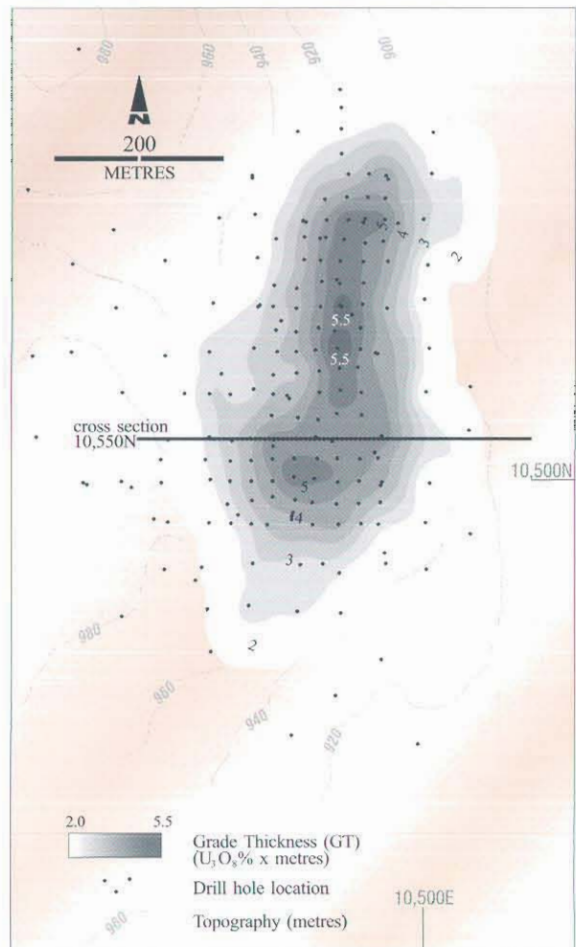 980
960
940
920
900
N
200
METRES
5
4
3
2
5.5
5.5
cross section
10,550N
10,500N
5
4
3
2
980
960
940
920
2.0 5.5
Grade Thickness (GT)
(U₃O₈% x metres)
Drill hole location
10,500E
960
Topography (metres)